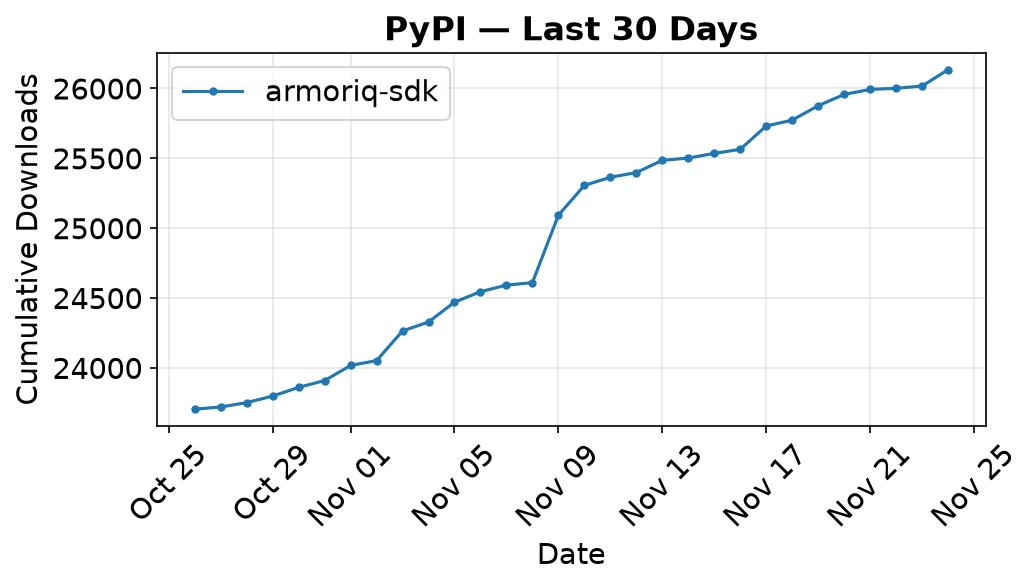 PyPI — Last 30 Days
armoriq-sdk
Cumulative Downloads
26000
25500
25000
24500
24000
Oct 25
Oct 29
Nov 01
Nov 05
Nov 09
Nov 13
Nov 17
Nov 21
Nov 25
Date